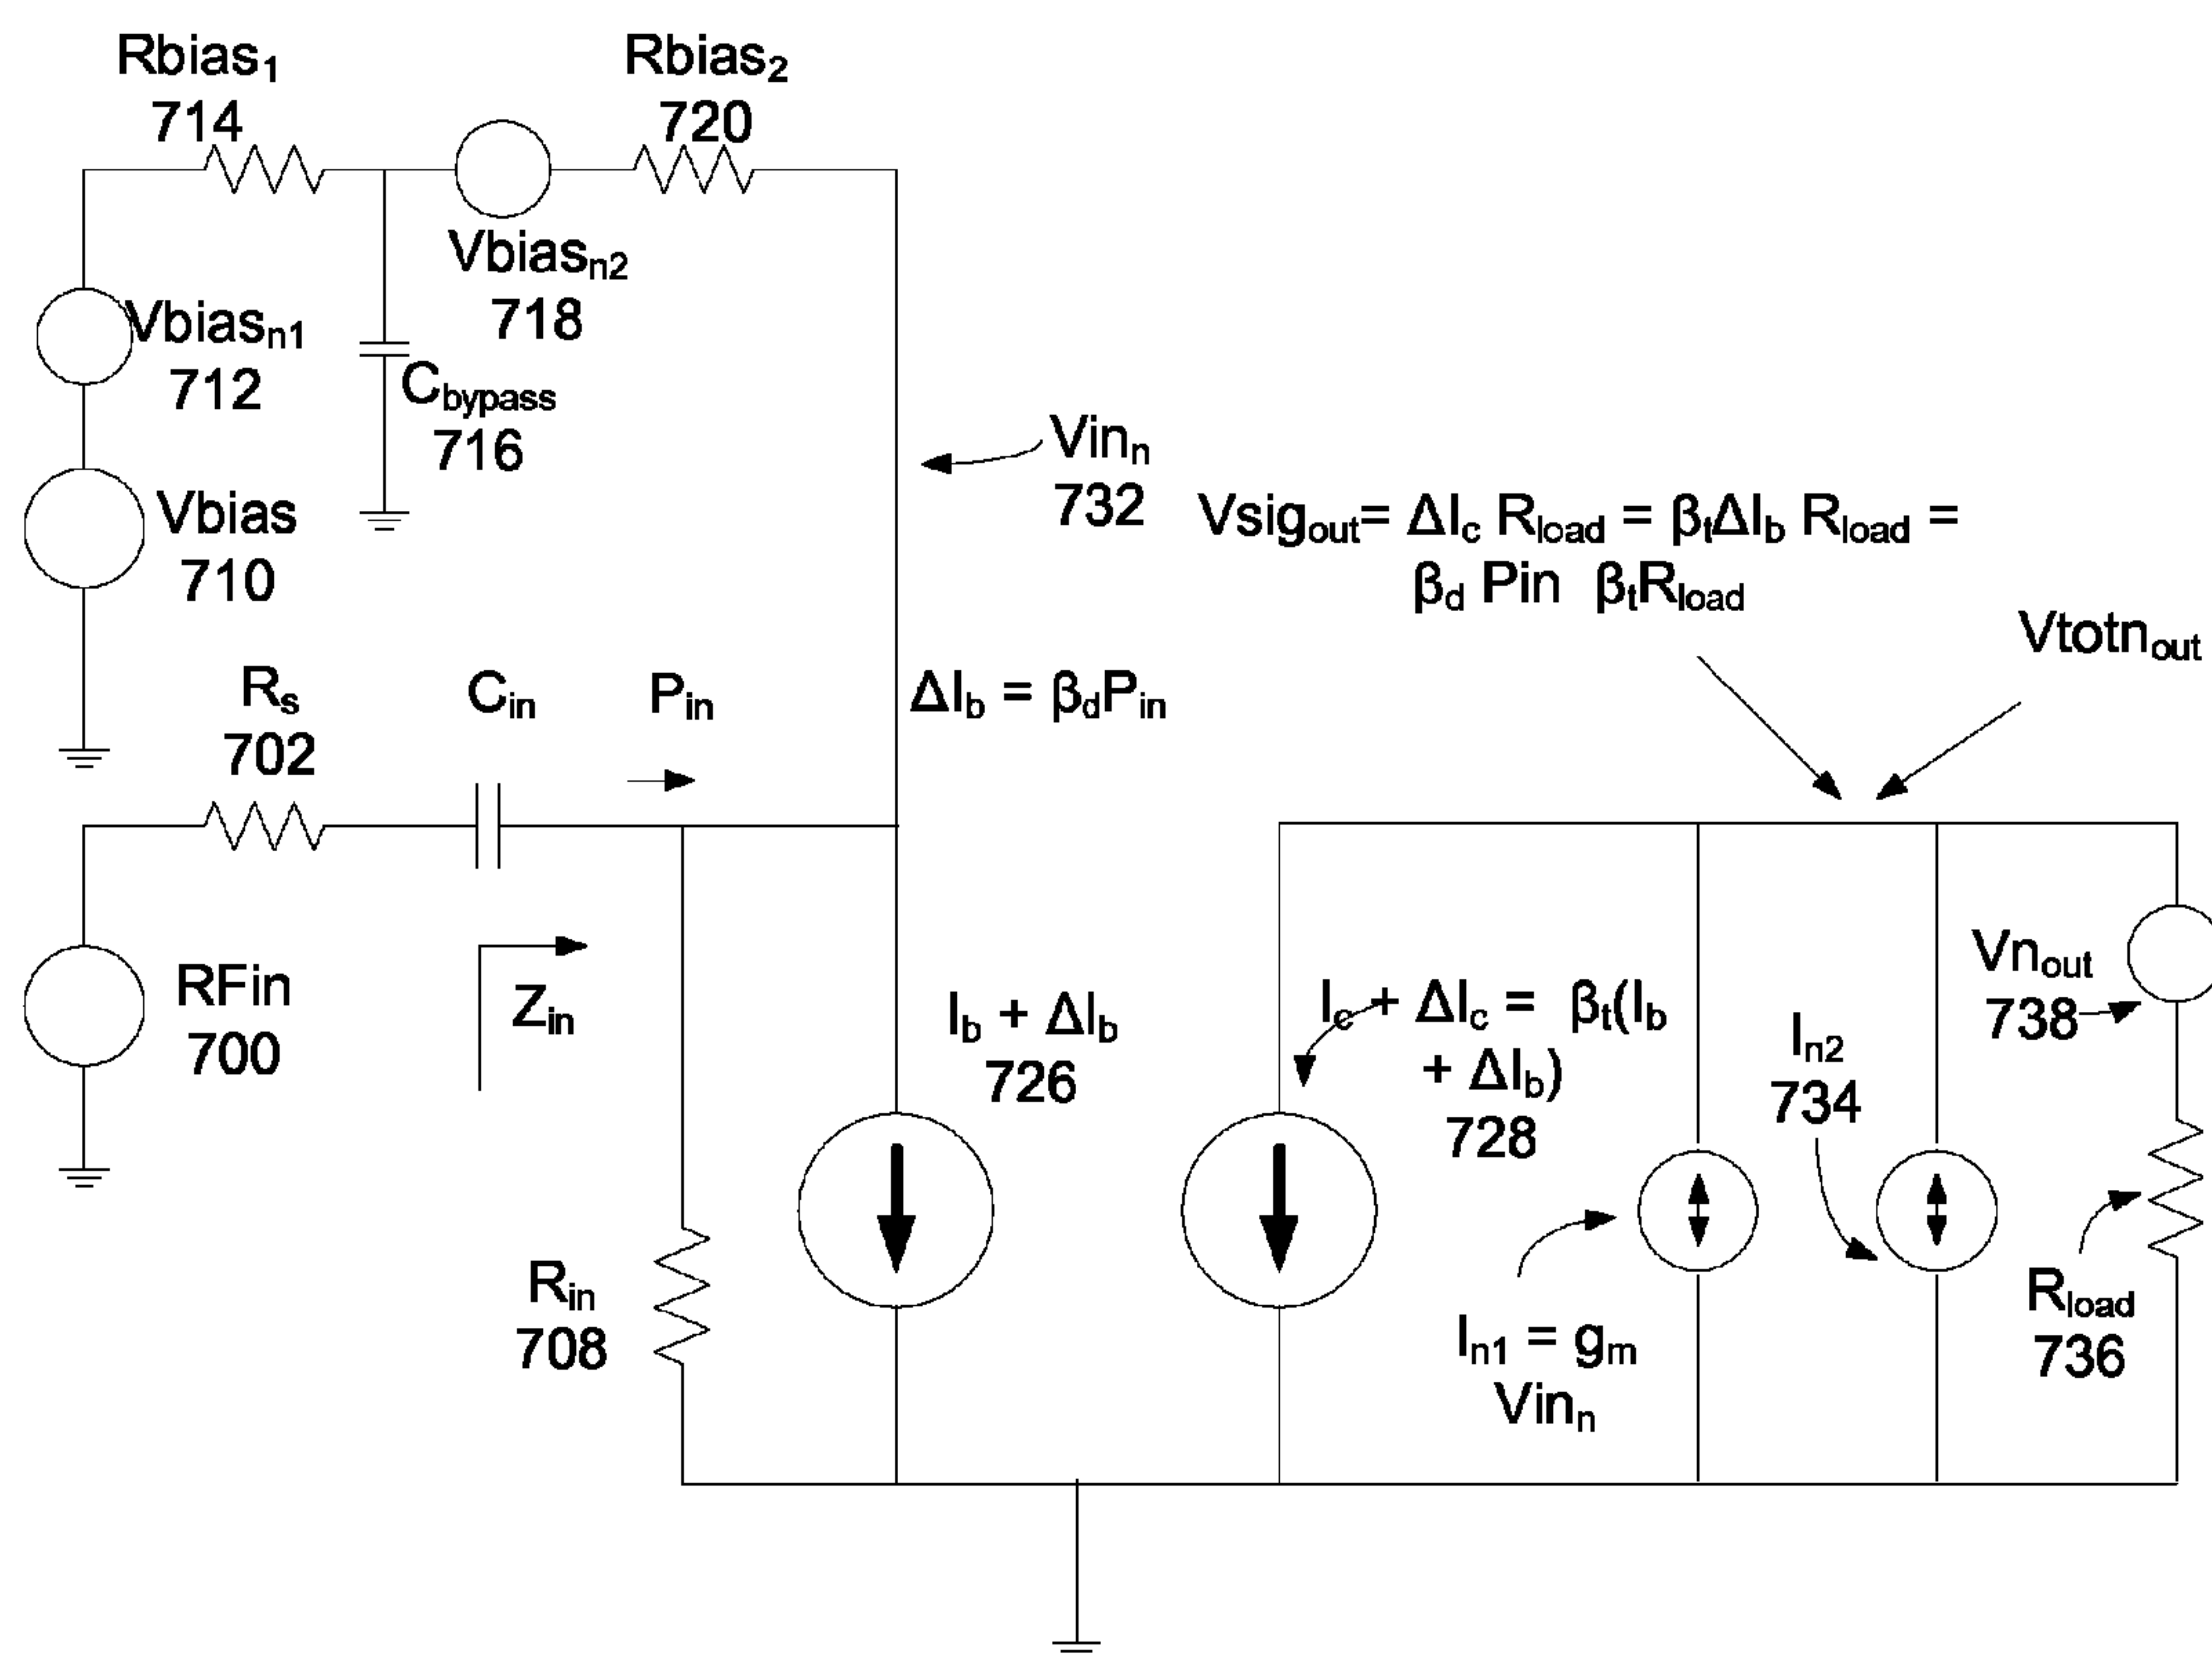 Rbias₁
714
Rbias₂
720
Vbiasₙ₂
718
Vbiasₙ₁
712
C_bypass
716
Vinₙ
732
Vbias
710
Vsig_out= ΔI_c R_load = β_tΔI_b R_load =
β_d Pin β_tR_load
Vtotn_out
R_s
702
C_in
P_in
ΔI_b = β_dP_in
RFin
700
Z_in
I_b + ΔI_b
726
I_c + ΔI_c = β_t(I_b
+ ΔI_b)
728
I_n2
734
Vn_out
738
R_in
708
I_n1 = g_m
Vinₙ
R_load
736